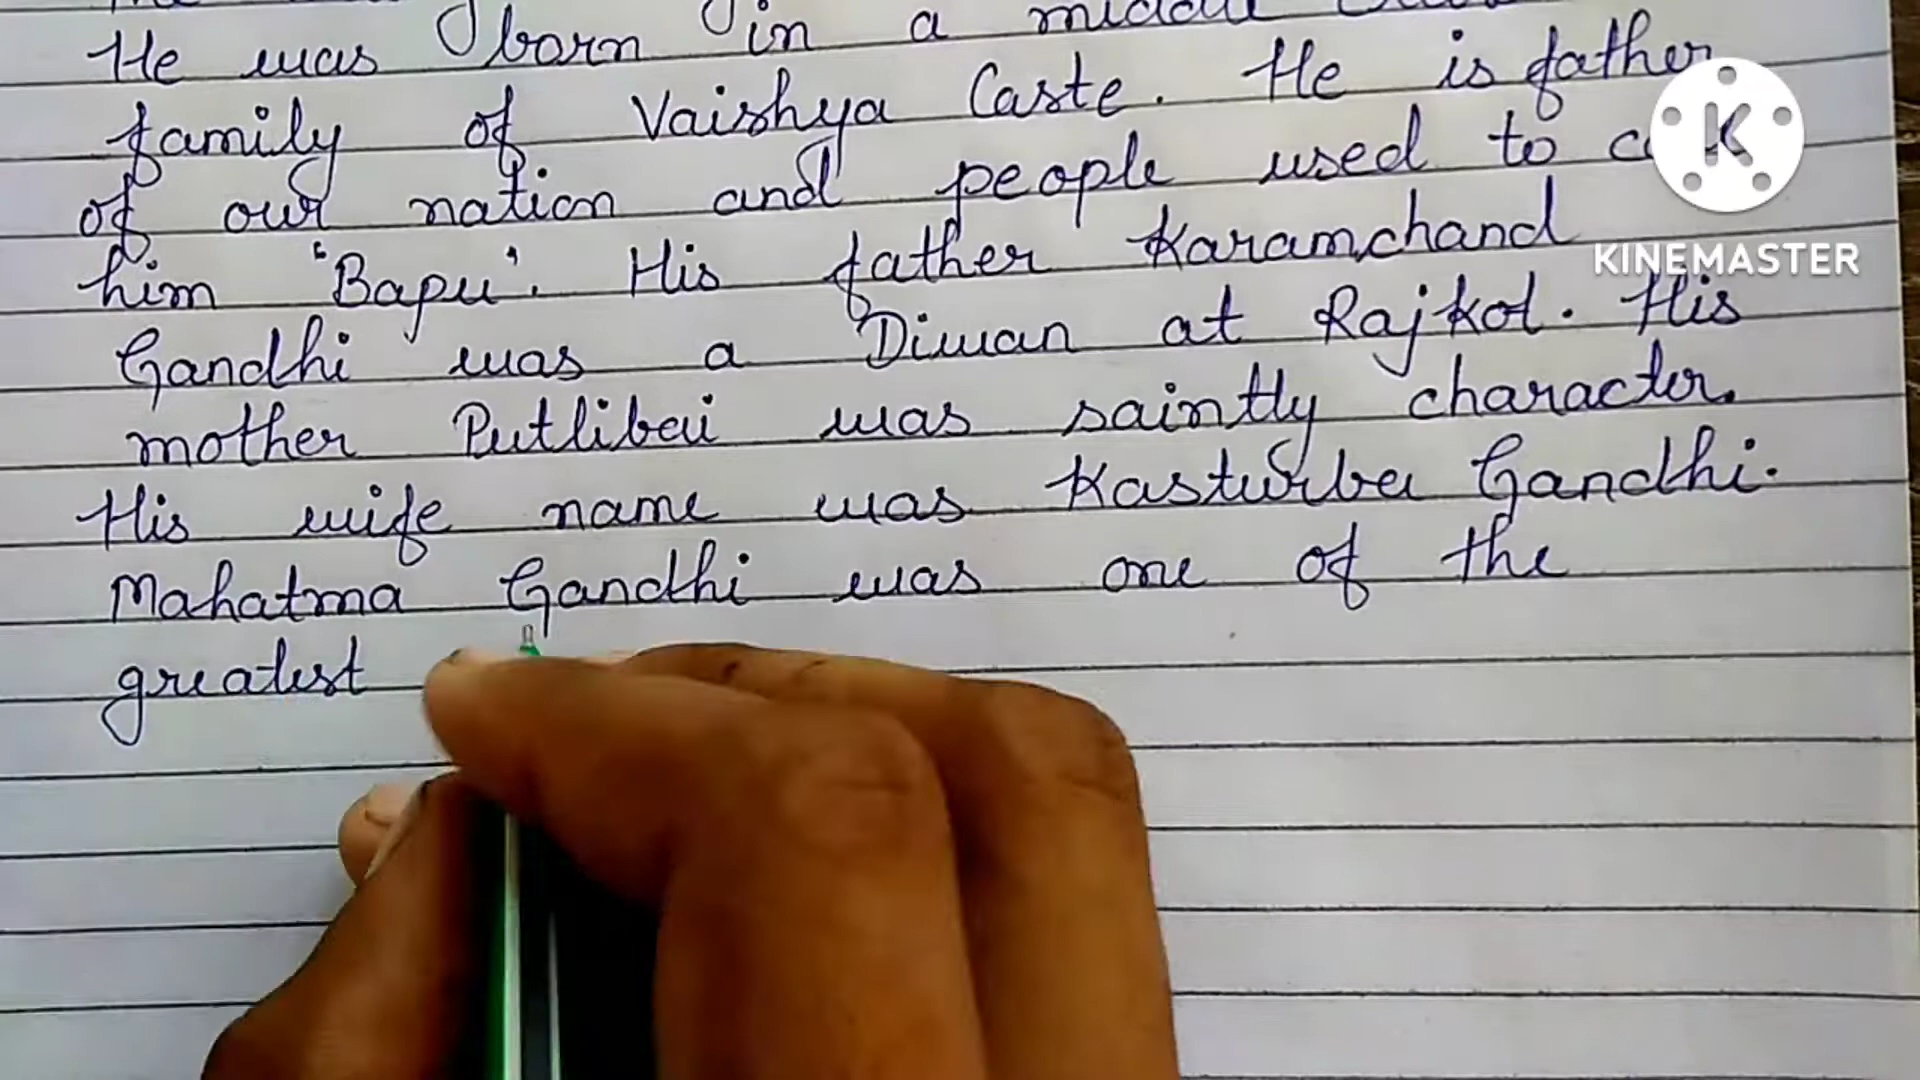 He was born in a middle
family of Vaishya Caste. He is father
of our nation and people used to
him 'Bapu'. His father Karamchand
Gandhi was a Diwan at Rajkot. His
mother Putlibai was saintly character.
His wife name was Kasturba Gandhi.
Mahatma Gandhi was one of the
greatest
K
KINEMASTER